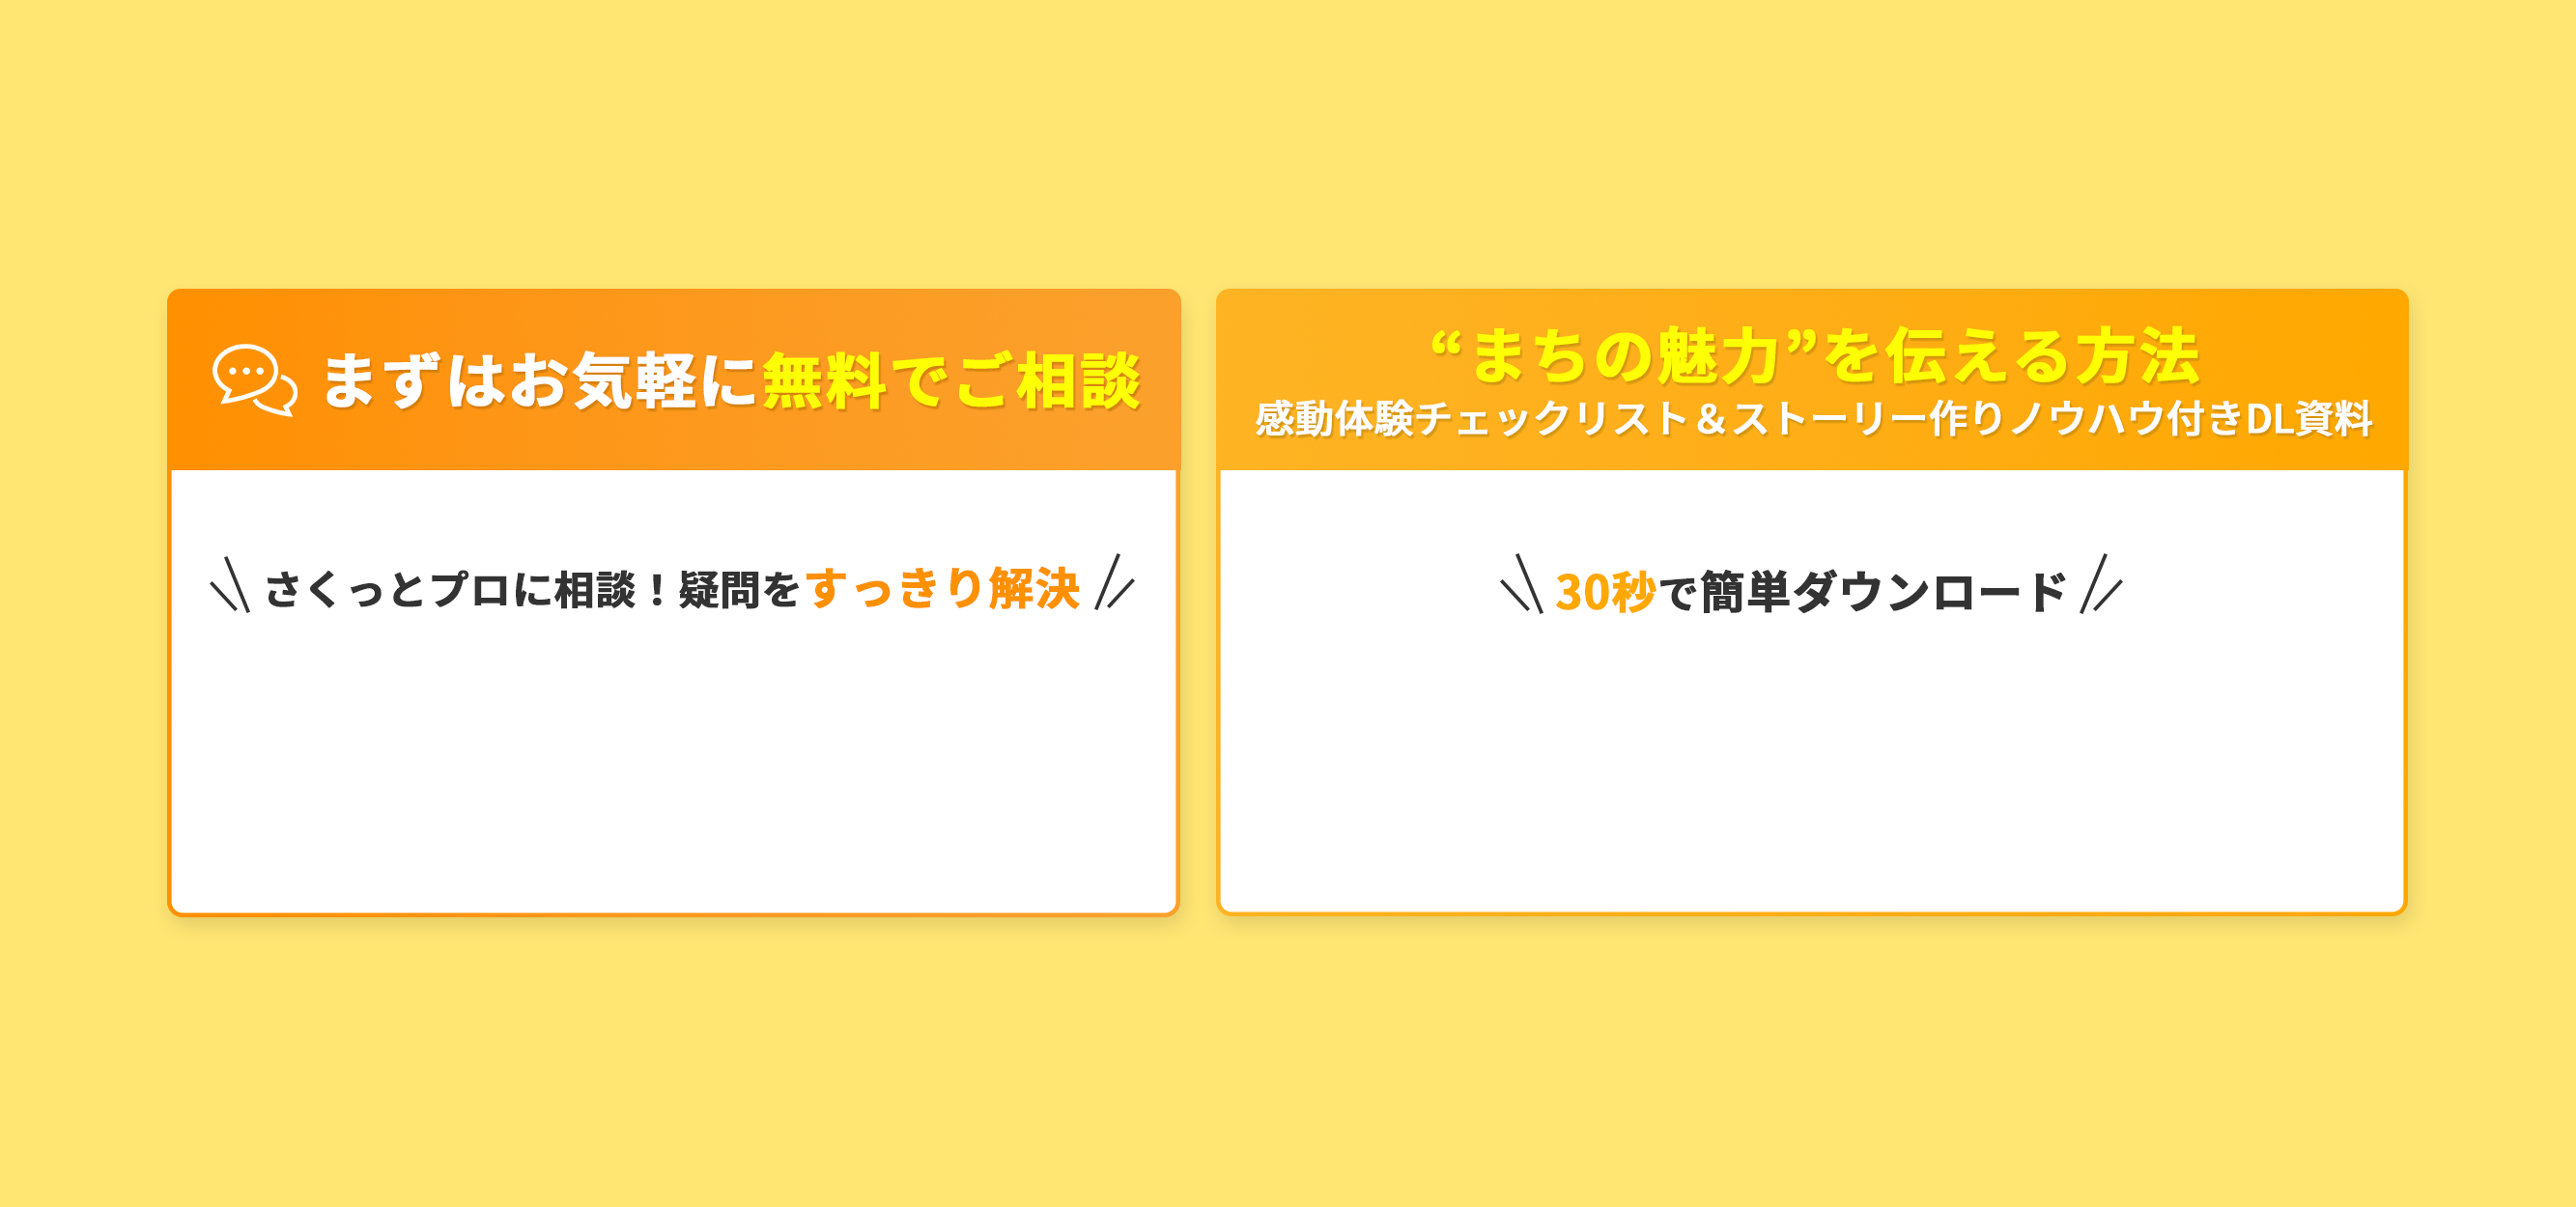 まずはお気軽に無料でご相談
さくっとプロに相談！疑問をすっきり解決
“まちの魅力”を伝える方法
感動体験チェックリスト＆ストーリー作りノウハウ付きDL資料
30秒で簡単ダウンロード